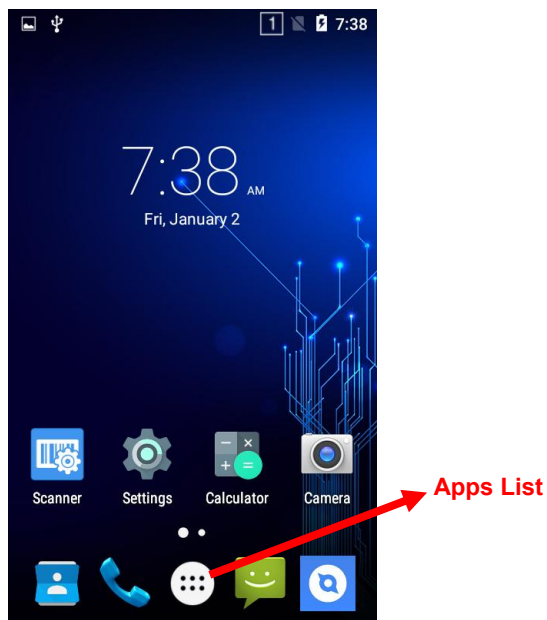 1 7:38
7:38 AM
Fri, January 2
Scanner Settings Calculator Camera
Apps List